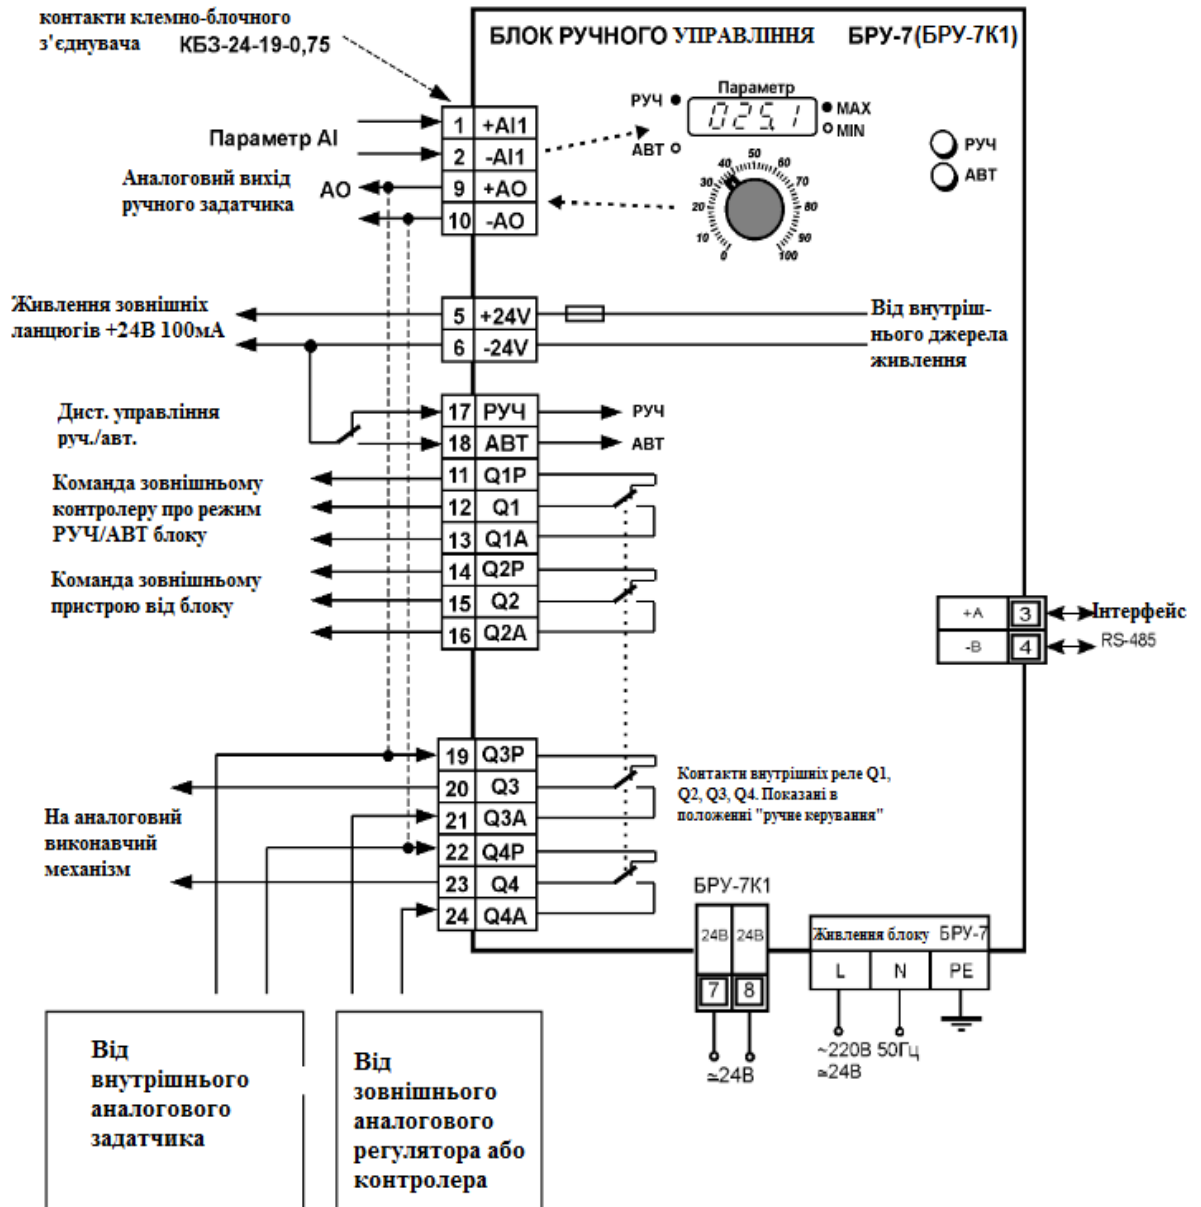 контакти клемно-блочного
з'єднувача КБЗ-24-19-0,75
БЛОК РУЧНОГО УПРАВЛІННЯ БРУ-7(БРУ-7К1)
Параметр
РУЧ
025,1
MAX
MIN
АВТ
РУЧ
АВТ
0 10 20 30 40 50 60 70 80 90 100
Параметр AI
1 +AI1
2 -AI1
Аналоговий вихід
ручного задатчика
АО
9 +AO
10 -AO
Живлення зовнішніх
ланцюгів +24В 100мА
5 +24V
6 -24V
Від внутріш-
нього джерела
живлення
Дист. управління
руч./авт.
17 РУЧ
РУЧ
18 АВТ
АВТ
Команда зовнішньому
контролеру про режим
РУЧ/АВТ блоку
11 Q1P
12 Q1
13 Q1A
Команда зовнішньому
пристрою від блоку
14 Q2P
15 Q2
16 Q2A
+A 3 Інтерфейс
-B 4 RS-485
19 Q3P
20 Q3
21 Q3A
22 Q4P
23 Q4
24 Q4A
На аналоговий
виконавчий
механізм
Контакти внутрішніх реле Q1,
Q2, Q3, Q4. Показані в
положенні "ручне керування"
БРУ-7К1
24В 24В
7 8
≃24В
Живлення блоку БРУ-7
L N PE
~220В 50Гц
≃24В
Від
внутрішнього
аналогового
задатчика
Від
зовнішнього
аналогового
регулятора або
контролера